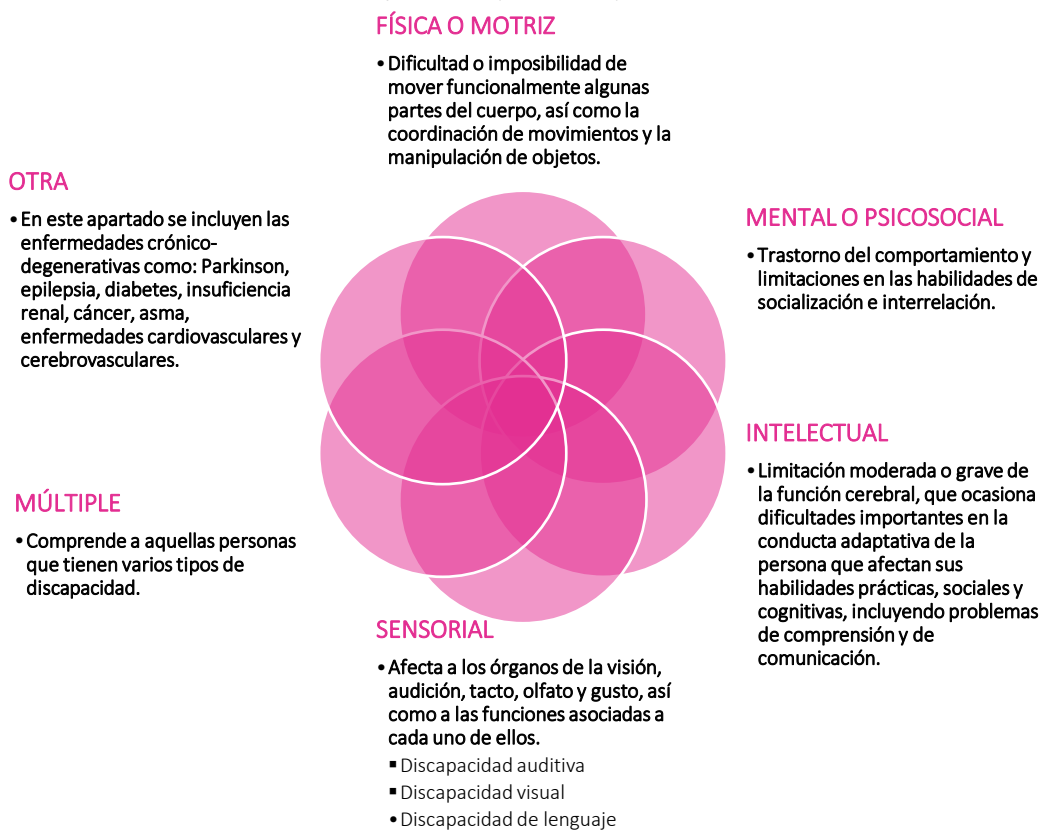 FÍSICA O MOTRIZ
•Dificultad o imposibilidad de
mover funcionalmente algunas
partes del cuerpo, así como la
coordinación de movimientos y la
manipulación de objetos.
MENTAL O PSICOSOCIAL
•Trastorno del comportamiento y
limitaciones en las habilidades de
socialización e interrelación.
INTELECTUAL
•Limitación moderada o grave de
la función cerebral, que ocasiona
dificultades importantes en la
conducta adaptativa de la
persona que afectan sus
habilidades prácticas, sociales y
cognitivas, incluyendo problemas
de comprensión y de
comunicación.
SENSORIAL
•Afecta a los órganos de la visión,
audición, tacto, olfato y gusto, así
como a las funciones asociadas a
cada uno de ellos.
▪Discapacidad auditiva
▪Discapacidad visual
•Discapacidad de lenguaje
MÚLTIPLE
•Comprende a aquellas personas
que tienen varios tipos de
discapacidad.
OTRA
•En este apartado se incluyen las
enfermedades crónico-
degenerativas como: Parkinson,
epilepsia, diabetes, insuficiencia
renal, cáncer, asma,
enfermedades cardiovasculares y
cerebrovasculares.